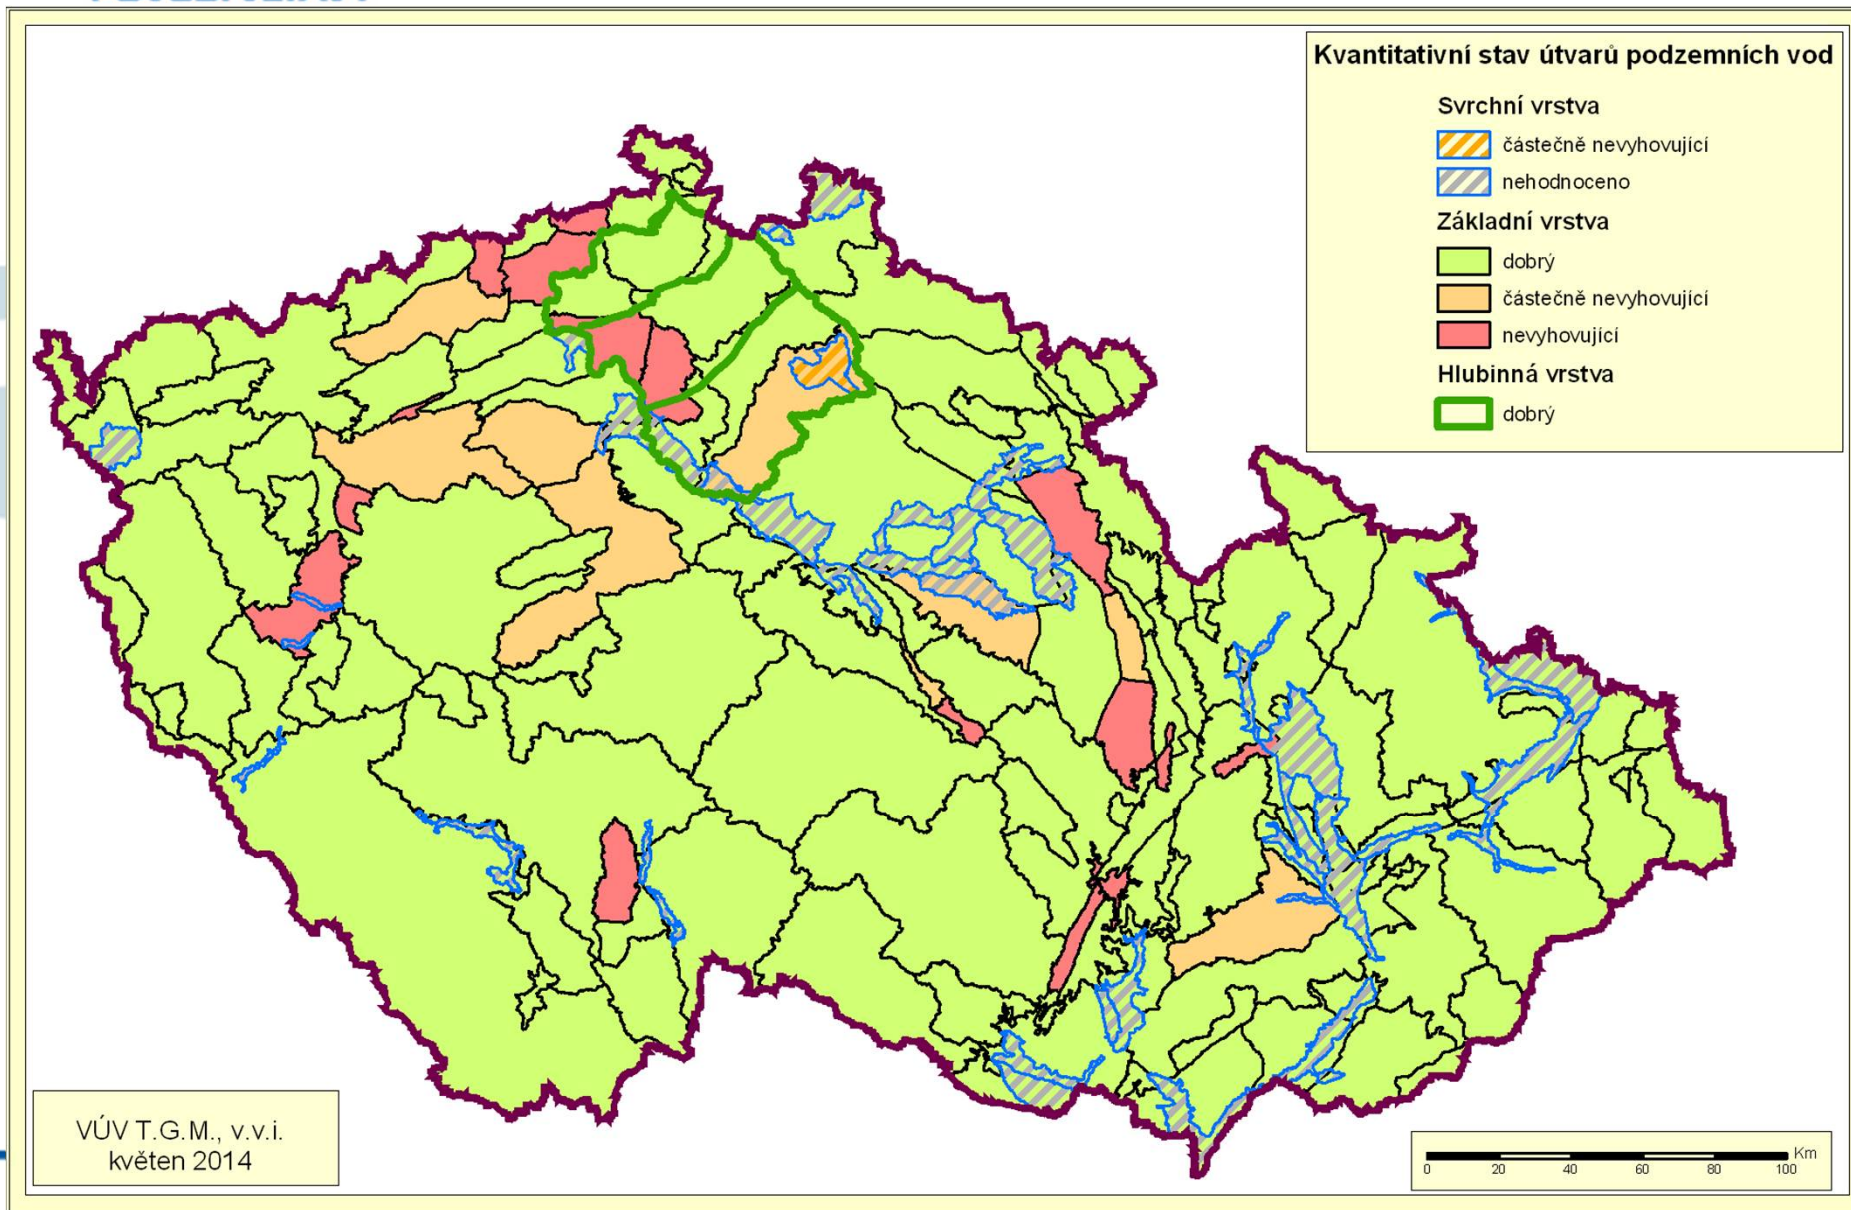 Kvantitativní stav útvarů podzemních vod
Svrchní vrstva
částečně nevyhovující
nehodnoceno
Základní vrstva
dobrý
částečně nevyhovující
nevyhovující
Hlubinná vrstva
dobrý
VÚV T.G.M., v.v.i.
květen 2014
Km
0 20 40 60 80 100